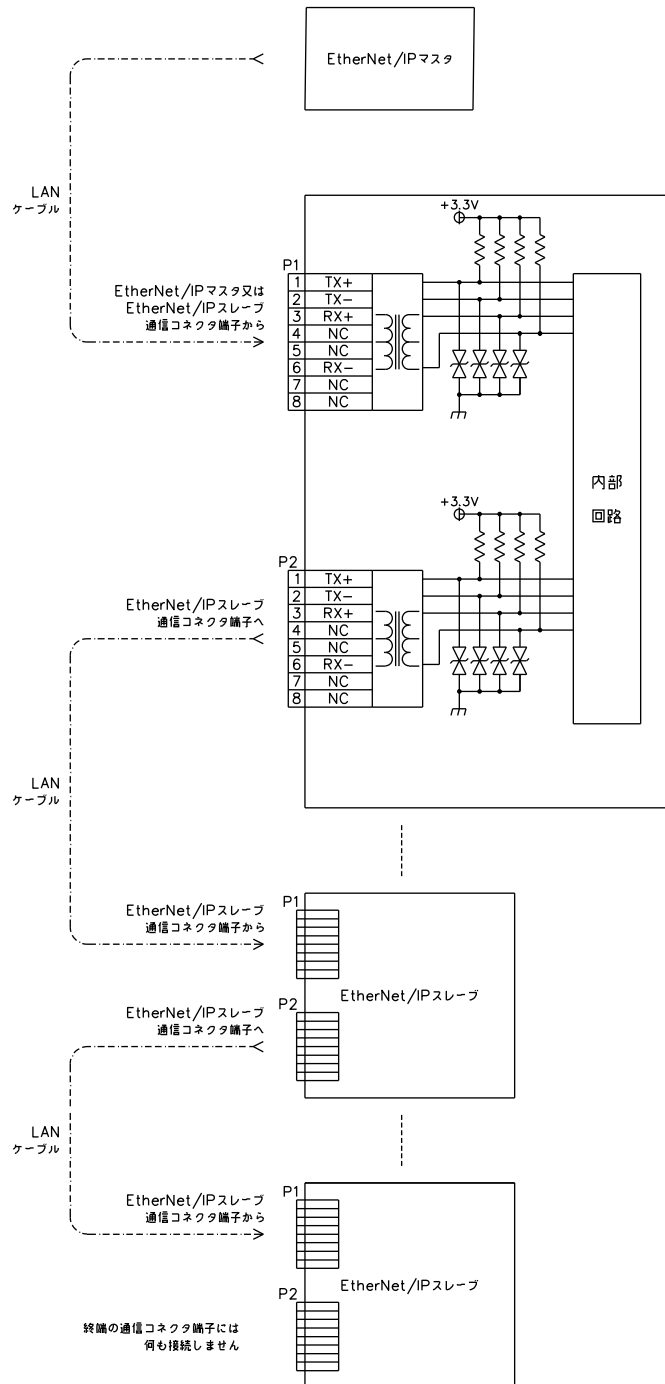 EtherNet/IPマスタ
LAN
ケーブル
EtherNet/IPマスタ又は
EtherNet/IPスレーブ
通信コネクタ端子から
+3.3V
P1
1 TX+
2 TX−
3 RX+
4 NC
5 NC
6 RX−
7 NC
8 NC
内部
回路
+3.3V
P2
1 TX+
2 TX−
3 RX+
4 NC
5 NC
6 RX−
7 NC
8 NC
EtherNet/IPスレーブ
通信コネクタ端子へ
LAN
ケーブル
EtherNet/IPスレーブ
通信コネクタ端子から
P1
EtherNet/IPスレーブ
P2
EtherNet/IPスレーブ
通信コネクタ端子へ
LAN
ケーブル
EtherNet/IPスレーブ
通信コネクタ端子から
P1
EtherNet/IPスレーブ
P2
終端の通信コネクタ端子には
何も接続しません